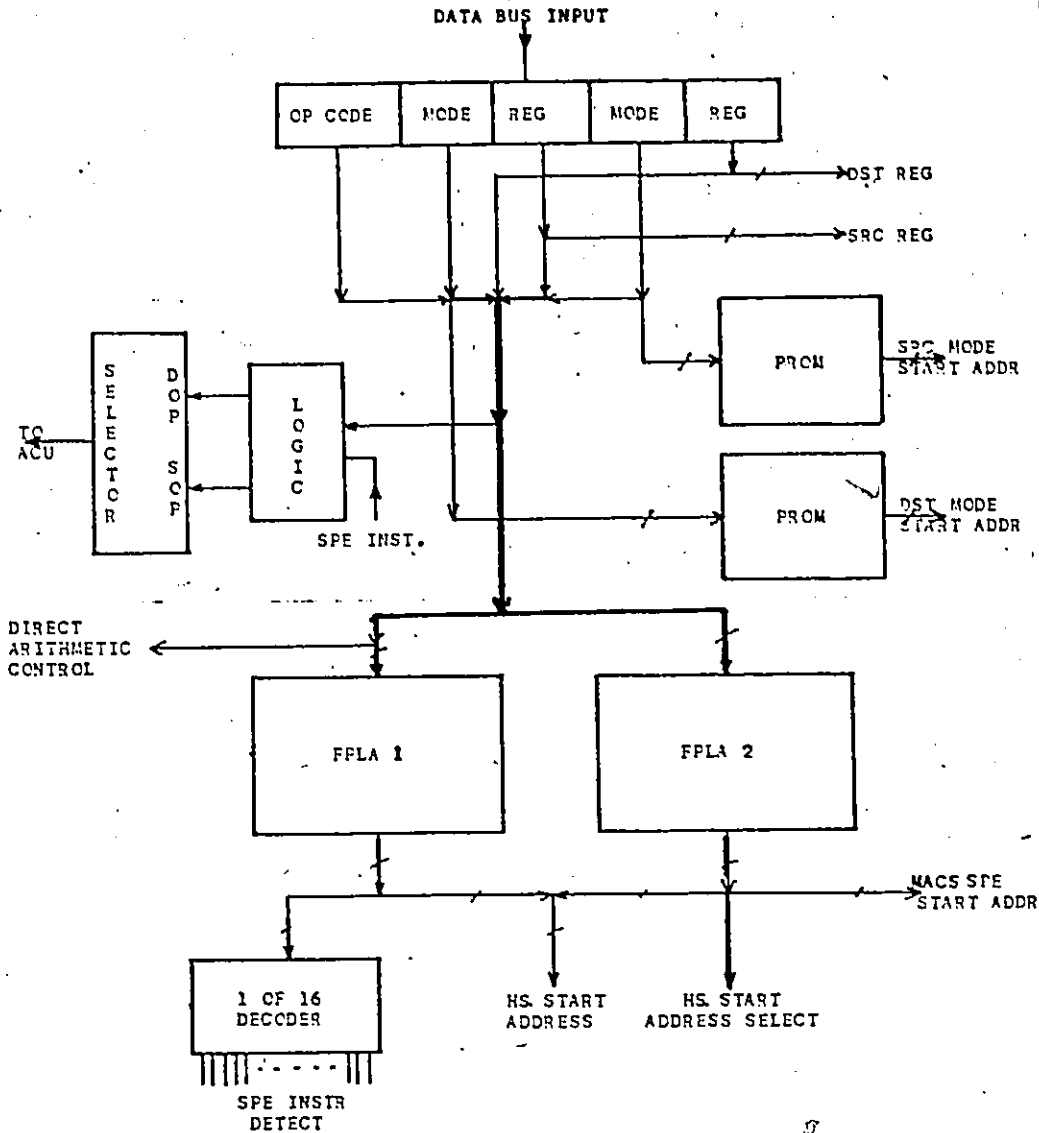 DATA BUS INPUT
OP CODE
MODE
REG
MODE
REG
DST REG
SRC REG
PROM
SRC MODE
START ADDR
SELECTOR
DOP
SOP
LOGIC
TO
ACU
SPE INST.
PROM
DST MODE
START ADDR
DIRECT
ARITHMETIC
CONTROL
FPLA 1
FPLA 2
MACS SPE
START ADDR
1 OF 16
DECODER
HS. START
ADDRESS
HS. START
ADDRESS SELECT
SPE INSTR
DETECT